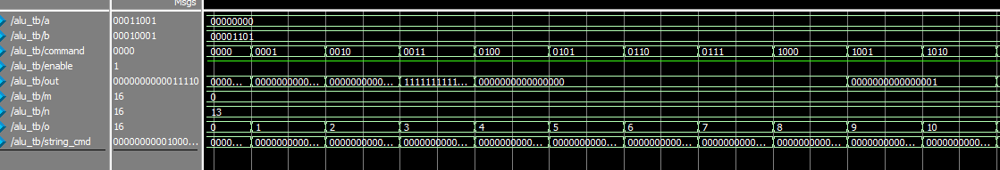 Msgs
/alu_tb/a 00011001 00000000
/alu_tb/b 00010001 00001101
/alu_tb/command 0000 0000 0001 0010 0011 0100 0101 0110 0111 1000 1001 1010
/alu_tb/enable 1
/alu_tb/out 0000000000011110 0000... 0000000000... 0000000000... 1111111111... 0000000000000000 0000000000000001
/alu_tb/m 16 0
/alu_tb/n 16 13
/alu_tb/o 16 0 1 2 3 4 5 6 7 8 9 10
/alu_tb/string_cmd 00000000001000... 0000... 0000000000... 0000000000... 0000000000... 0000000000... 0000000000... 0000000000... 0000000000... 0000000000... 0000000000... 0000000000...